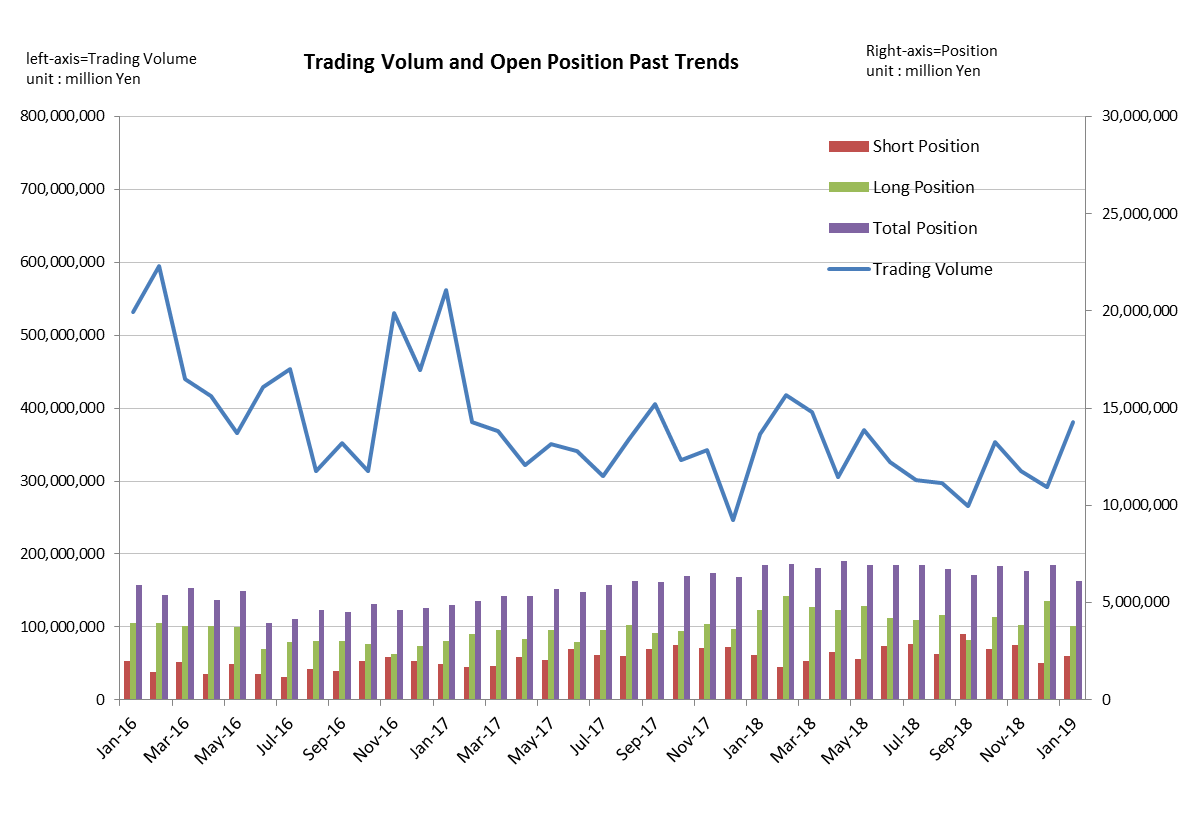 left-axis=Trading Volume
unit : million Yen
Trading Volum and Open Position Past Trends
Right-axis=Position
unit : million Yen
800,000,000
700,000,000
600,000,000
500,000,000
400,000,000
300,000,000
200,000,000
100,000,000
0
30,000,000
25,000,000
20,000,000
15,000,000
10,000,000
5,000,000
0
Short Position
Long Position
Total Position
Trading Volume
Jan-16
Mar-16
May-16
Jul-16
Sep-16
Nov-16
Jan-17
Mar-17
May-17
Jul-17
Sep-17
Nov-17
Jan-18
Mar-18
May-18
Jul-18
Sep-18
Nov-18
Jan-19